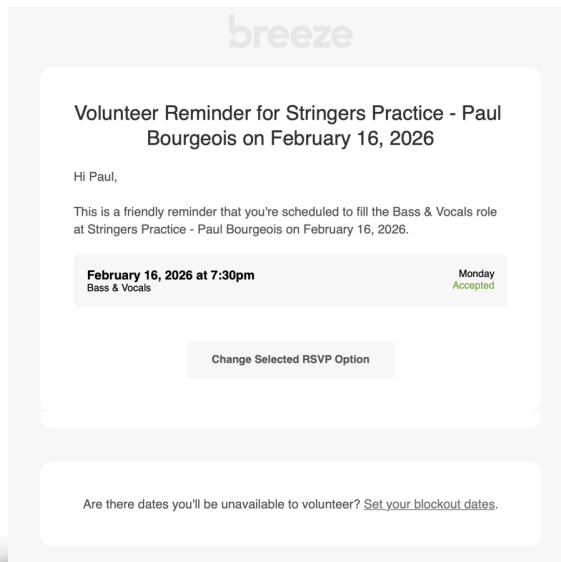 breeze
Volunteer Reminder for Stringers Practice - Paul
Bourgeois on February 16, 2026
Hi Paul,
This is a friendly reminder that you're scheduled to fill the Bass & Vocals role
at Stringers Practice - Paul Bourgeois on February 16, 2026.
February 16, 2026 at 7:30pm
Monday
Bass & Vocals
Accepted
Change Selected RSVP Option
Are there dates you'll be unavailable to volunteer? Set your blockout dates.